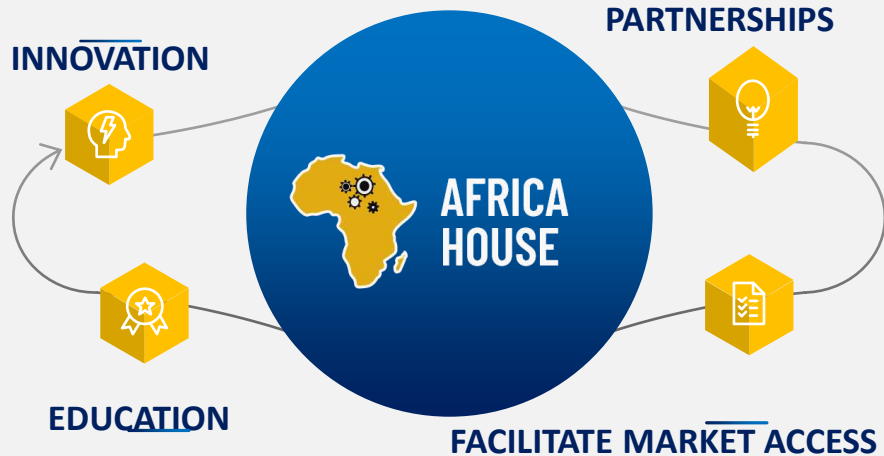 PARTNERSHIPS
INNOVATION
AFRICA
HOUSE
EDUCATION
FACILITATE MARKET ACCESS